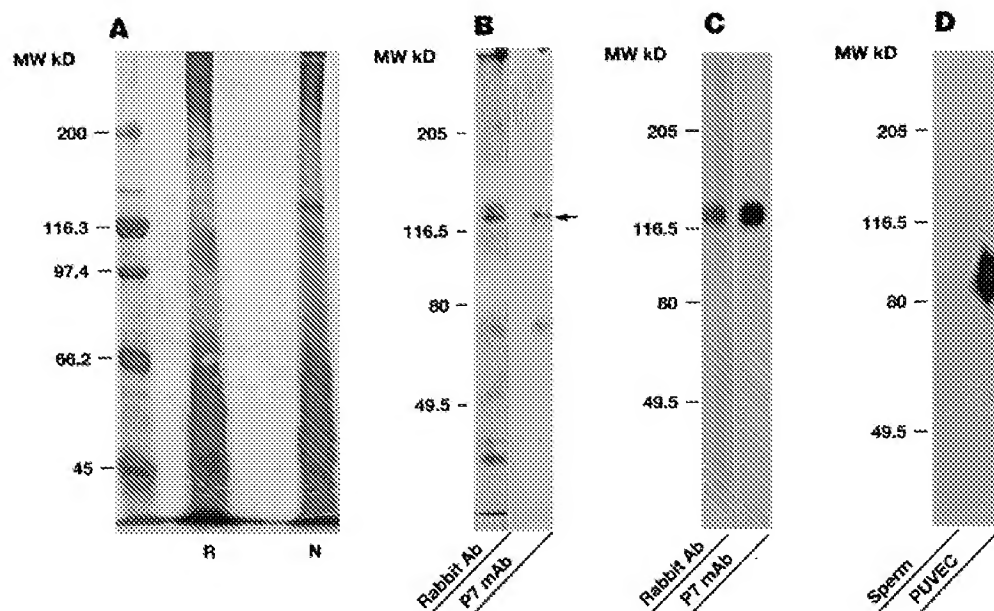 A
MW kD
200
116.3
97.4
66.2
45
R
N
B
MW kD
205
116.5
80
49.5
Rabbit Ab
P7 mAb
C
MW kD
205
116.5
80
49.5
Rabbit Ab
P7 mAb
D
MW kD
205
116.5
80
49.5
Sperm
PUVEC